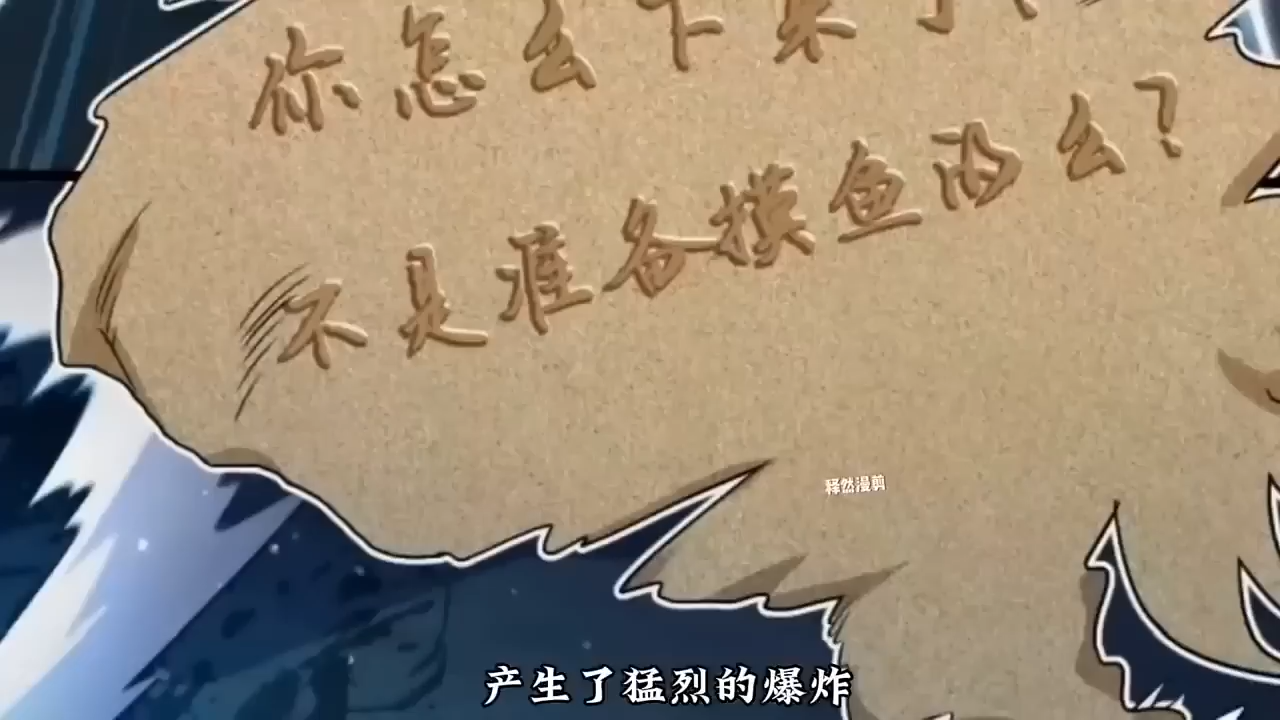 你怎么下来了
不是准备摸鱼的么？
释然漫剪
产生了猛烈的爆炸